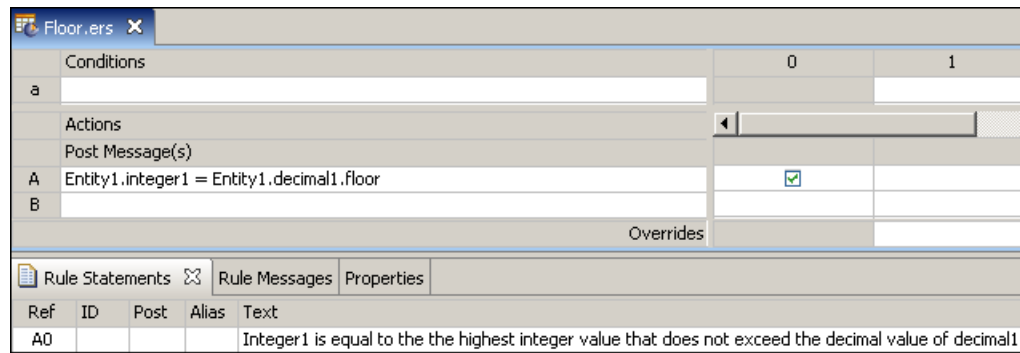 Floor.ers
Conditions 0 1
a
Actions
Post Message(s)
A Entity1.integer1 = Entity1.decimal1.floor
B
Overrides
Rule Statements Rule Messages Properties
Ref ID Post Alias Text
A0 Integer1 is equal to the the highest integer value that does not exceed the decimal value of decimal1